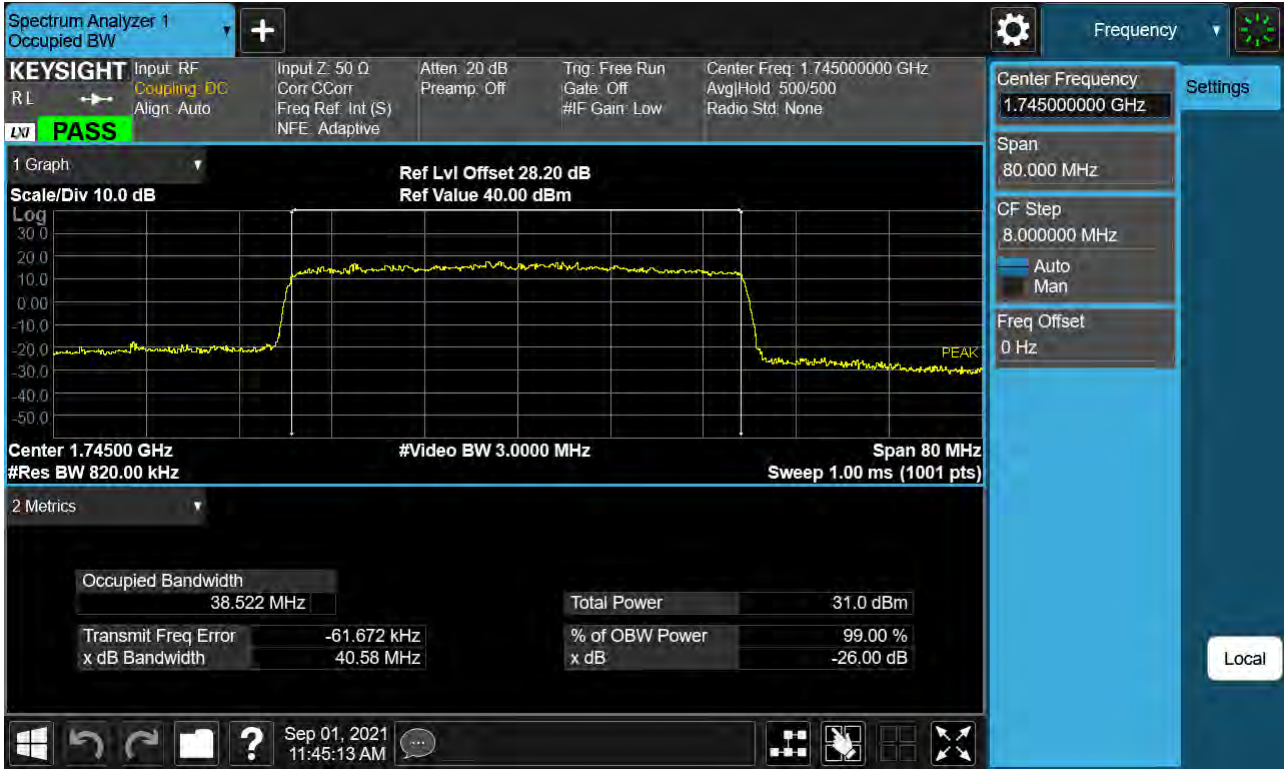 Spectrum Analyzer 1
Occupied BW
Frequency
KEYSIGHT
RL
LXI
PASS
Input: RF
Coupling: DC
Align: Auto
Input Z: 50 Ω
Corr CCorr
Freq Ref: Int (S)
NFE: Adaptive
Atten: 20 dB
Preamp: Off
Trig: Free Run
Gate: Off
#IF Gain: Low
Center Freq: 1.745000000 GHz
Avg|Hold: 500/500
Radio Std: None
Center Frequency
1.745000000 GHz
Settings
Span
80.000 MHz
CF Step
8.000000 MHz
Auto
Man
Freq Offset
0 Hz
Local
1 Graph
Scale/Div 10.0 dB
Ref Lvl Offset 28.20 dB
Ref Value 40.00 dBm
Log
30.0
20.0
10.0
0.00
-10.0
-20.0
-30.0
-40.0
-50.0
PEAK
Center 1.74500 GHz
#Video BW 3.0000 MHz
Span 80 MHz
#Res BW 820.00 kHz
Sweep 1.00 ms (1001 pts)
2 Metrics
Occupied Bandwidth
38.522 MHz
Total Power 31.0 dBm
Transmit Freq Error -61.672 kHz
% of OBW Power 99.00 %
x dB Bandwidth 40.58 MHz
x dB -26.00 dB
?
Sep 01, 2021
11:45:13 AM